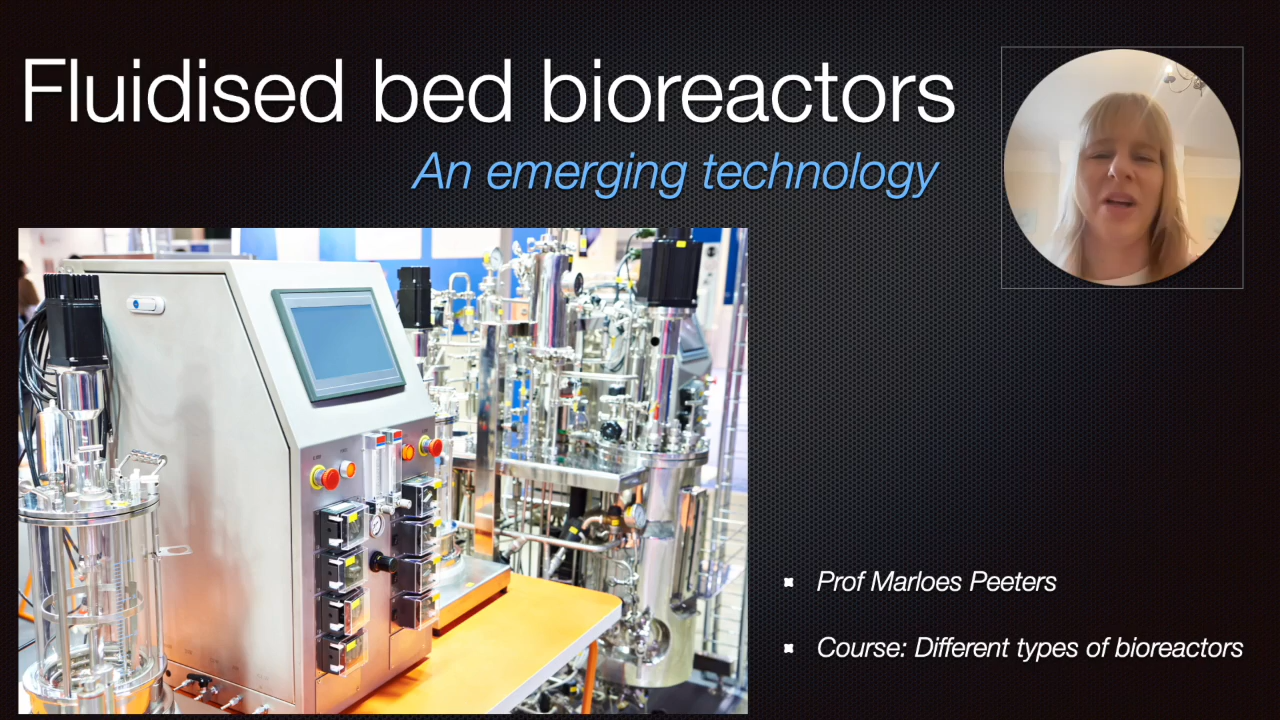 Fluidised bed bioreactors
An emerging technology
Prof Marloes Peeters
Course: Different types of bioreactors